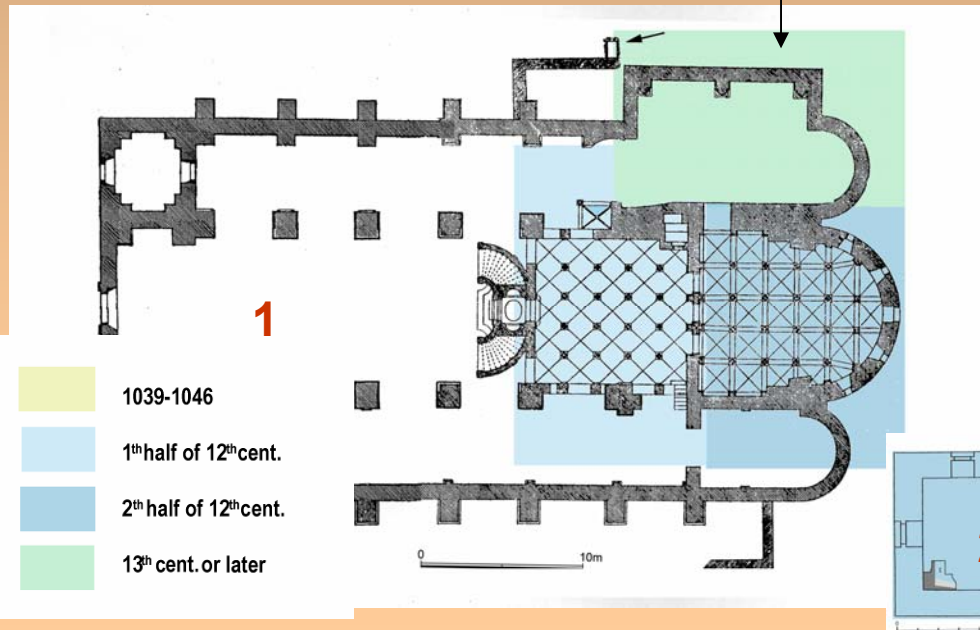 1
1039-1046
1th half of 12th cent.
2th half of 12th cent.
13th cent. or later
0 10m
0